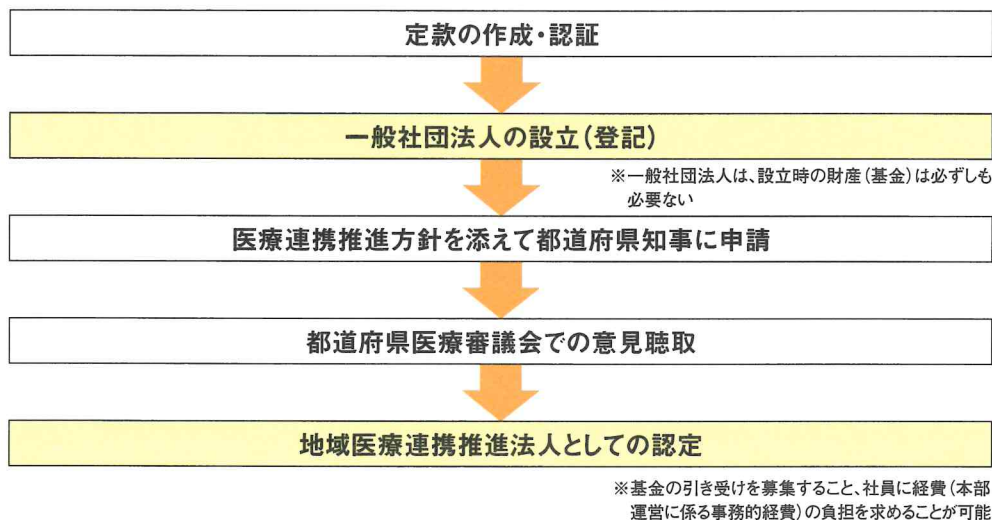 定款の作成・認証
一般社団法人の設立(登記)
※一般社団法人は、設立時の財産(基金)は必ずしも
必要ない
医療連携推進方針を添えて都道府県知事に申請
都道府県医療審議会での意見聴取
地域医療連携推進法人としての認定
※基金の引き受けを募集すること、社員に経費(本部
運営に係る事務的経費)の負担を求めることが可能